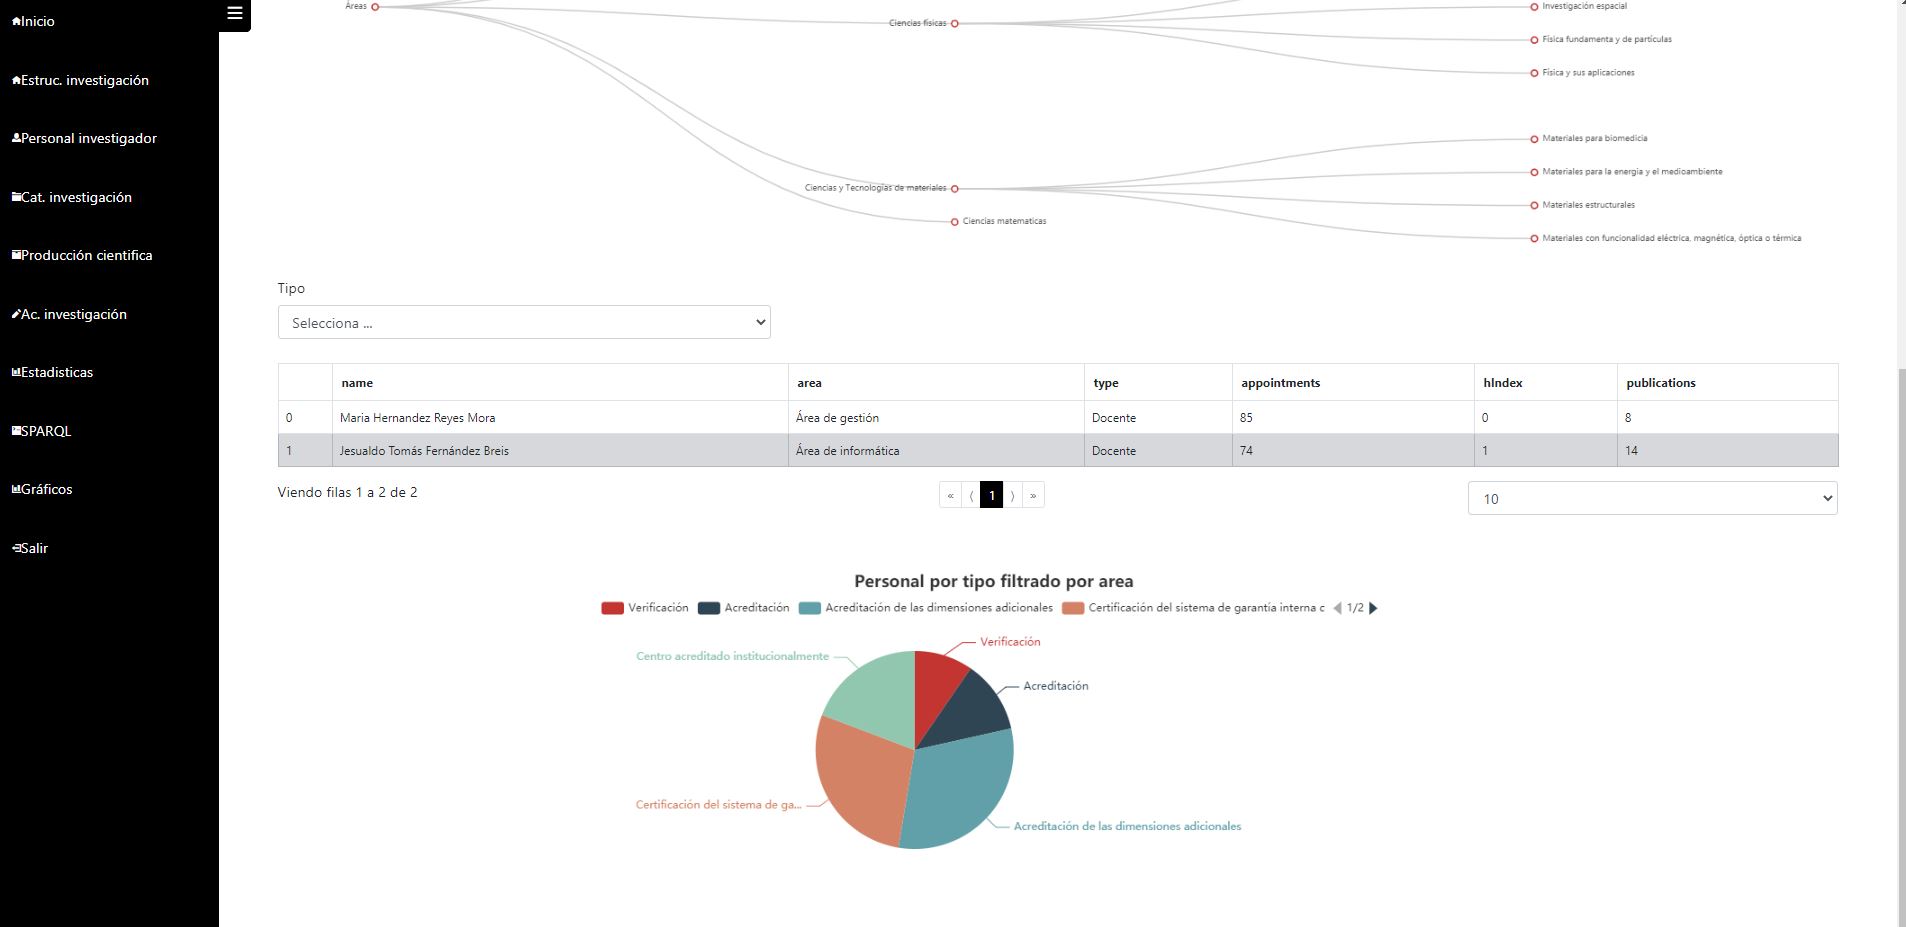 Inicio
Estruc. investigación
Personal investigador
Cat. investigación
Producción cientifica
Ac. investigación
Estadisticas
SPARQL
Gráficos
Salir
Áreas
Ciencias físicas
Investigación espacial
Física fundamenta y de partículas
Física y sus aplicaciones
Ciencias y Tecnologías de materiales
Ciencias matematicas
Materiales para biomedicia
Materiales para la energia y el medioambiente
Materiales estructurales
Materiales con funcionalidad eléctrica, magnética, óptica o térmica
Tipo
Selecciona ...
name area type appointments hIndex publications
0 Maria Hernandez Reyes Mora Área de gestión Docente 85 0 8
1 Jesualdo Tomás Fernández Breis Área de informática Docente 74 1 14
Viendo filas 1 a 2 de 2
« ⟨ 1 ⟩ »
10
Personal por tipo filtrado por area
Verificación Acreditación Acreditación de las dimensiones adicionales Certificación del sistema de garantía interna c 1/2
Verificación
Centro acreditado institucionalmente
Acreditación
Certificación del sistema de ga...
Acreditación de las dimensiones adicionales